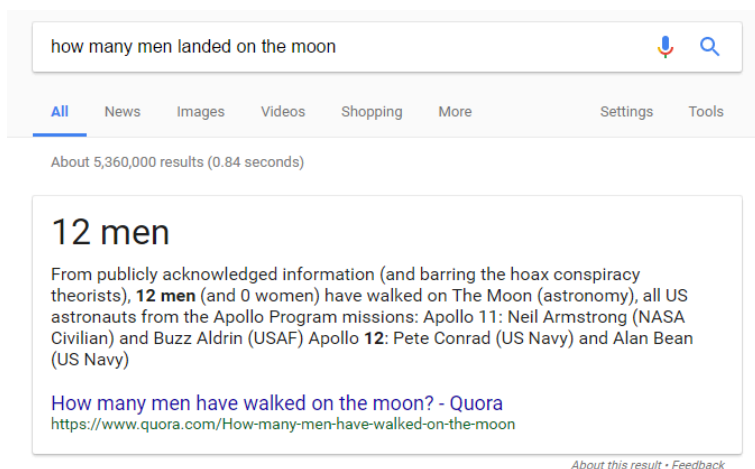 how many men landed on the moon
All News Images Videos Shopping More Settings Tools
About 5,360,000 results (0.84 seconds)
12 men
From publicly acknowledged information (and barring the hoax conspiracy
theorists), 12 men (and 0 women) have walked on The Moon (astronomy), all US
astronauts from the Apollo Program missions: Apollo 11: Neil Armstrong (NASA
Civilian) and Buzz Aldrin (USAF) Apollo 12: Pete Conrad (US Navy) and Alan Bean
(US Navy)
How many men have walked on the moon? - Quora
https://www.quora.com/How-many-men-have-walked-on-the-moon
About this result • Feedback